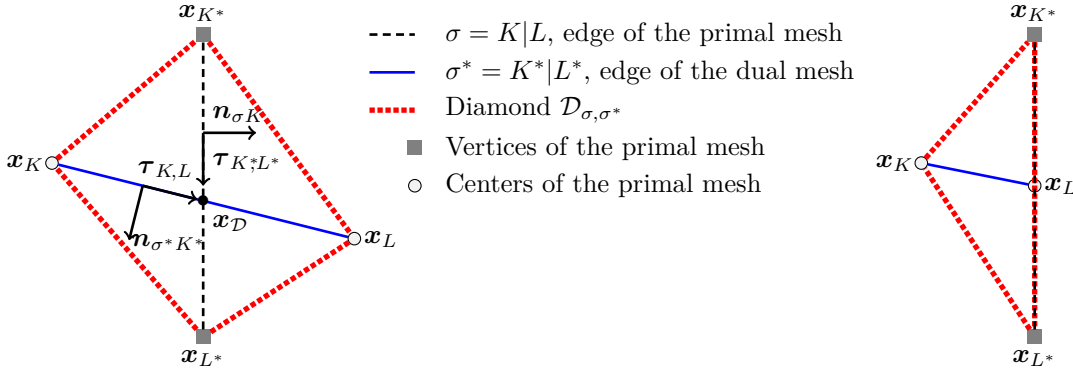 x_{K*}
σ = K|L, edge of the primal mesh
σ* = K*|L*, edge of the dual mesh
Diamond D_{σ,σ*}
Vertices of the primal mesh
Centers of the primal mesh
n_{σK}
τ_{K*,L*}
x_K
τ_{K,L}
x_D
n_{σ*K*}
x_L
x_{L*}
x_{K*}
x_K
x_L
x_{L*}